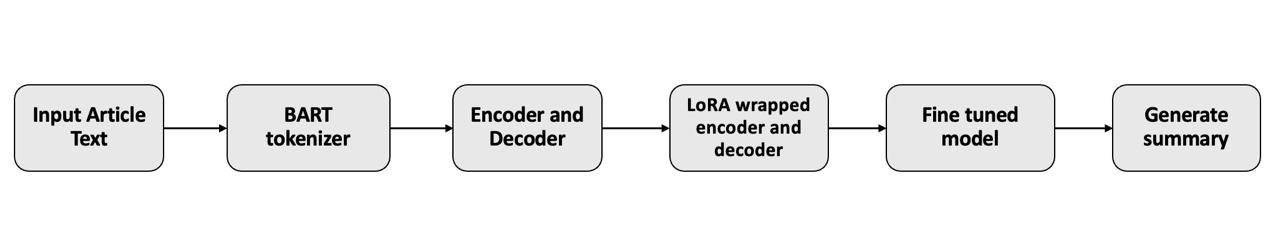 Input Article
Text
BART
tokenizer
Encoder and
Decoder
LoRA wrapped
encoder and
decoder
Fine tuned
model
Generate
summary